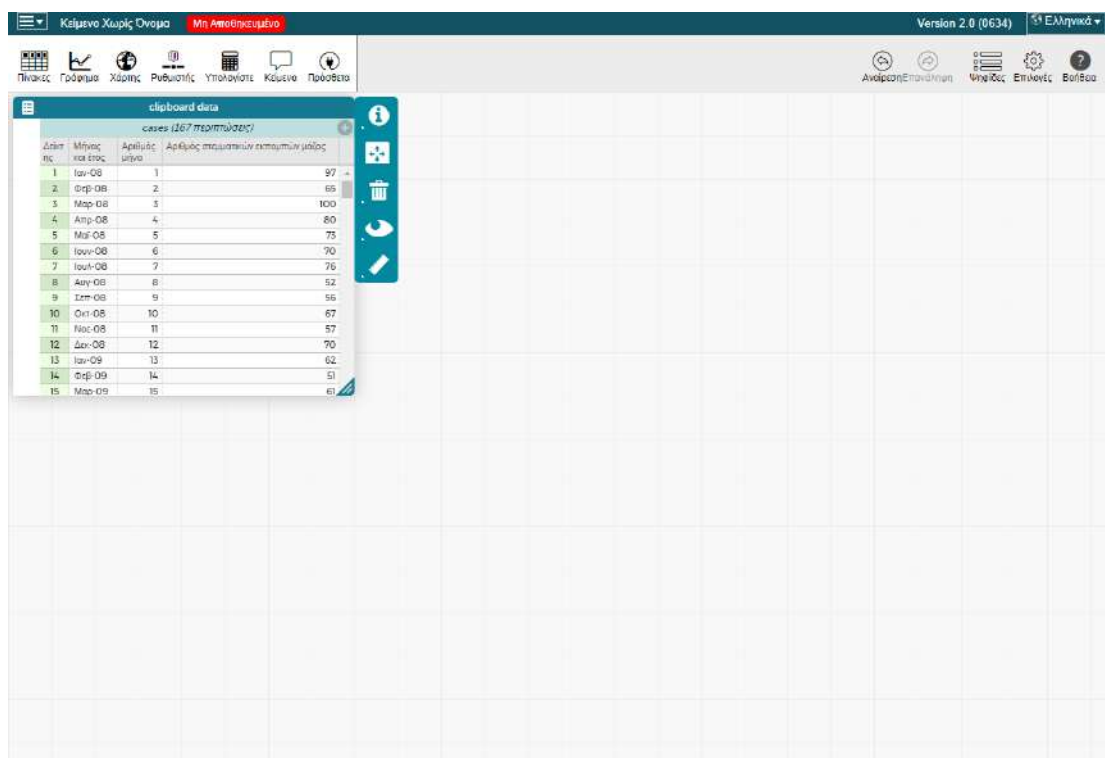 Κείμενο Χωρίς Όνομα Μη Αποθηκευμένο Version 2.0 (0634) Ελληνικά
Πίνακες Γράφημα Χάρτης Ρυθμιστής Υπολογίστε Κείμενο Πρόσθετα Αναίρεση Επανάληψη Ψηφίδες Επιλογές Βοήθεια
clipboard data
cases (167 περιπτώσεις)
Δείκτ Μήνας Αριθμός Αριθμός στεμματικών εκπομπών μάζας
ης και έτος μήνα
1 Ιαν-08 1 97
2 Φεβ-08 2 65
3 Μαρ-08 3 100
4 Απρ-08 4 80
5 Μαΐ-08 5 73
6 Ιουν-08 6 70
7 Ιουλ-08 7 76
8 Αυγ-08 8 52
9 Σεπ-08 9 56
10 Οκτ-08 10 67
11 Νοε-08 11 57
12 Δεκ-08 12 70
13 Ιαν-09 13 62
14 Φεβ-09 14 51
15 Μαρ-09 15 61